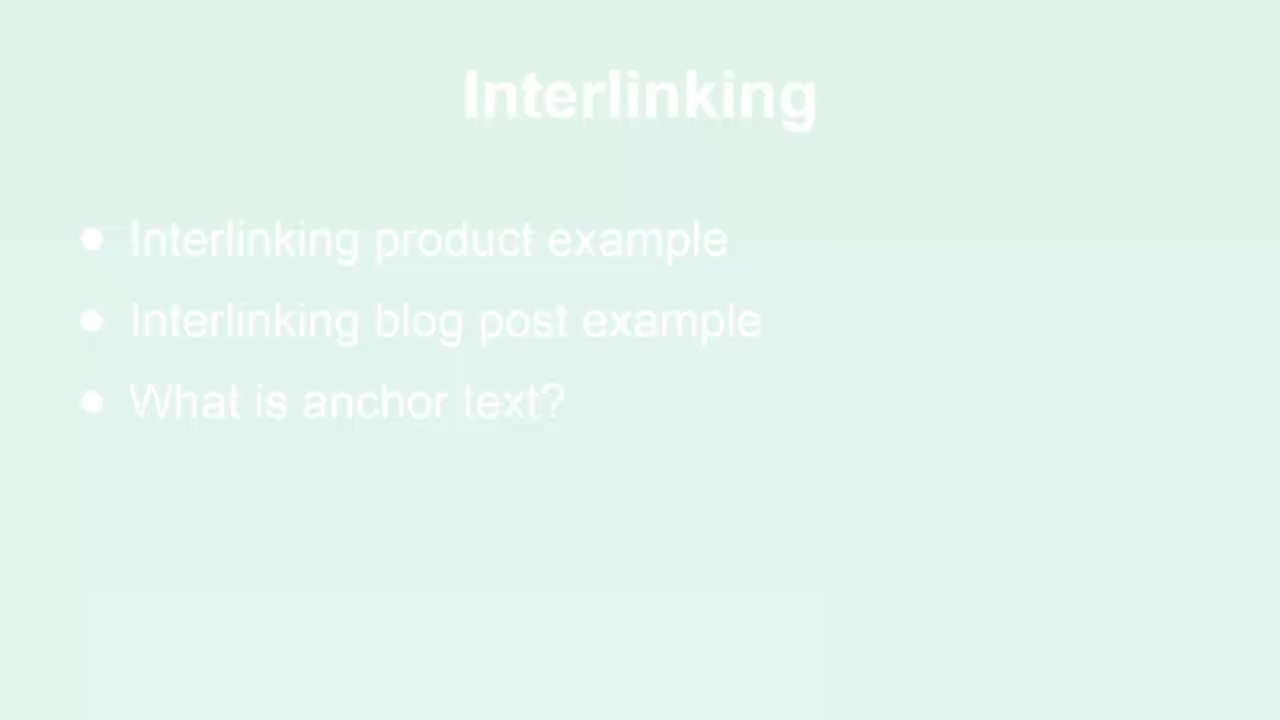 Interlinking
● Interlinking product example
● Interlinking blog post example
● What is anchor text?